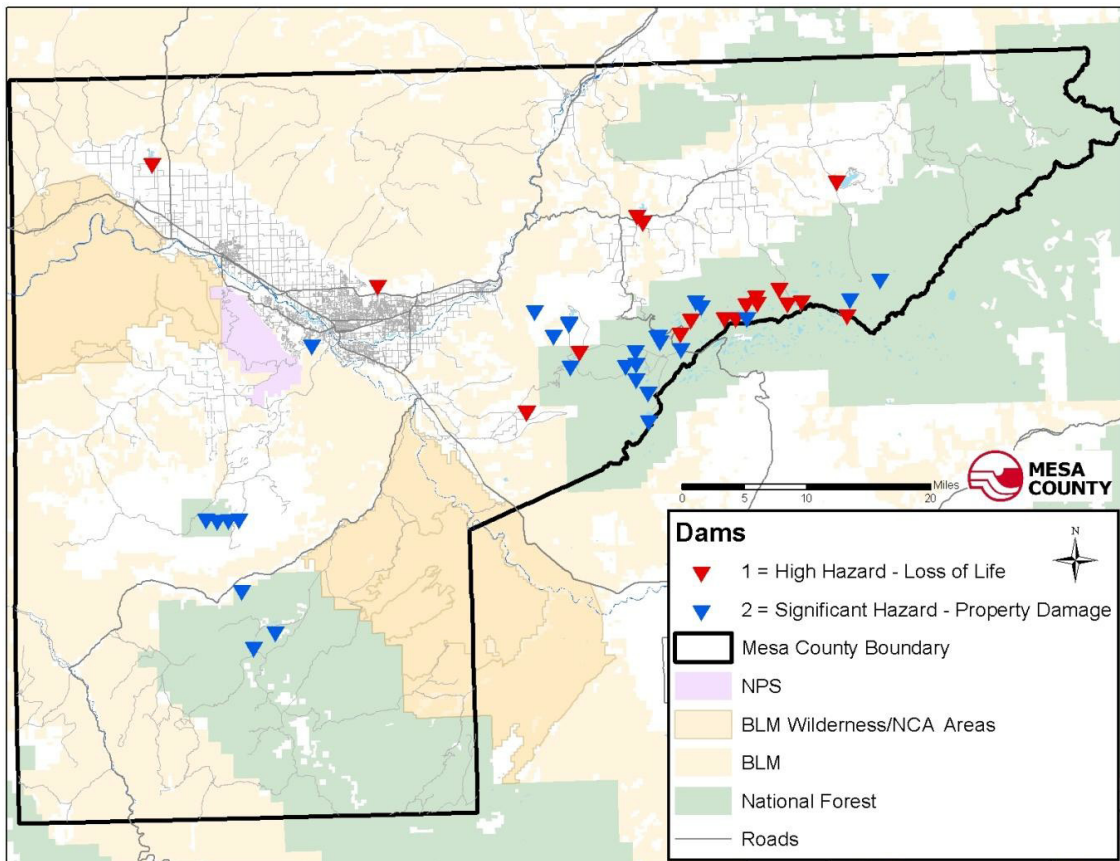 Miles
0 5 10 20
MESA
COUNTY
Dams
N
1 = High Hazard - Loss of Life
2 = Significant Hazard - Property Damage
Mesa County Boundary
NPS
BLM Wilderness/NCA Areas
BLM
National Forest
Roads